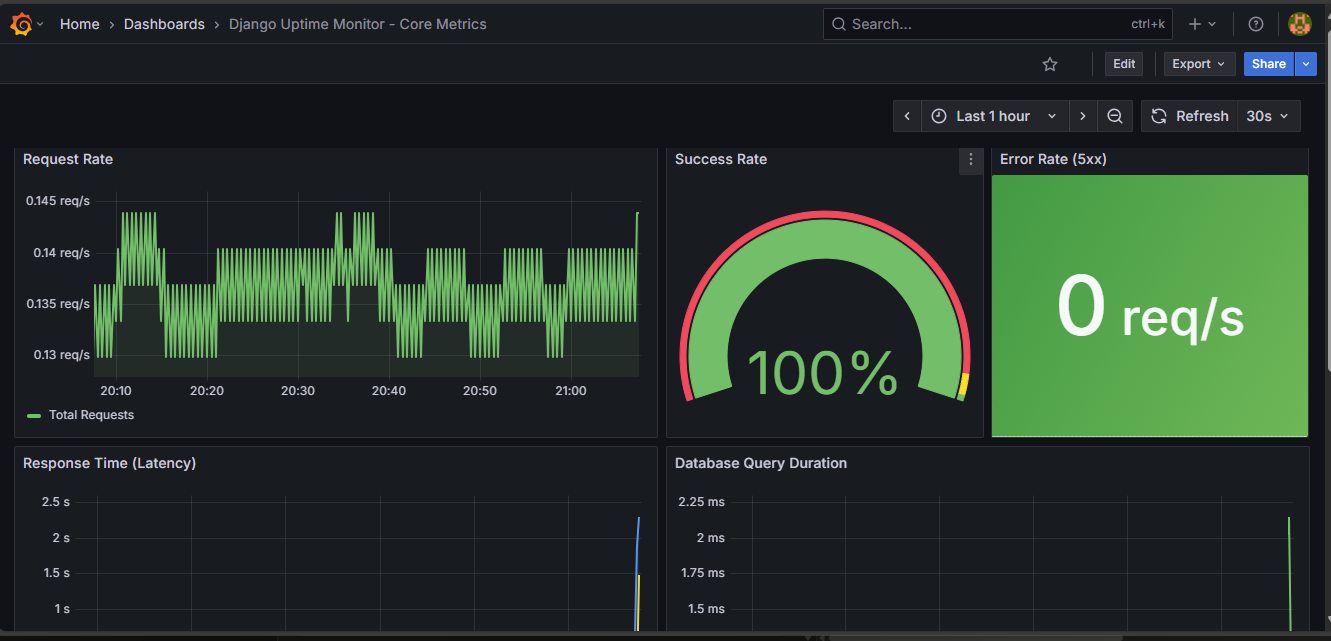 Home › Dashboards › Django Uptime Monitor - Core Metrics
Search... ctrl+k
Edit Export Share
Last 1 hour Refresh 30s
Request Rate
0.145 req/s
0.14 req/s
0.135 req/s
0.13 req/s
20:10 20:20 20:30 20:40 20:50 21:00
Total Requests
Success Rate
100%
Error Rate (5xx)
0 req/s
Response Time (Latency)
2.5 s
2 s
1.5 s
1 s
Database Query Duration
2.25 ms
2 ms
1.75 ms
1.5 ms